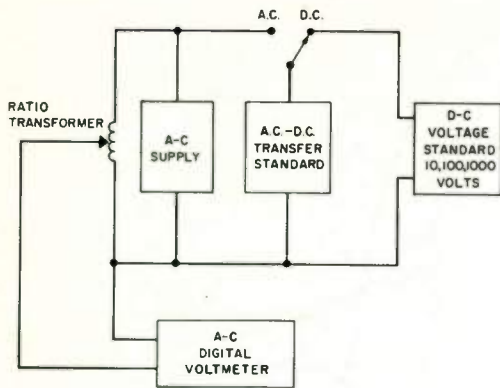 A.C. D.C.
RATIO
TRANSFORMER
A-C
SUPPLY
A.C.-D.C.
TRANSFER
STANDARD
D-C
VOLTAGE
STANDARD
10,100,1000
VOLTS
A-C
DIGITAL
VOLTMETER